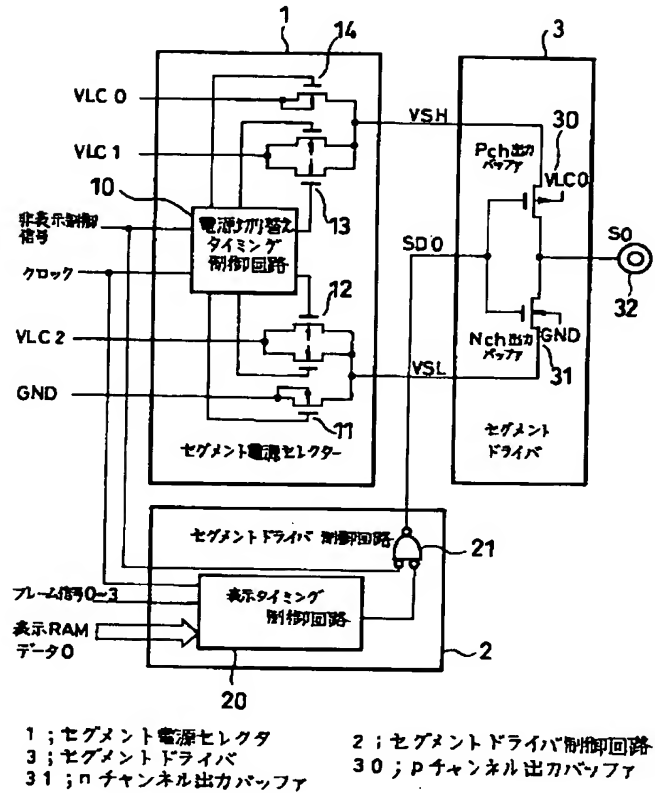 1
3
14
VLC 0
VSH
30
Pch出力
バッファ
VLC0
VLC 1
10
13
非表示制御
信号
電源切り替え
タイミング
制御回路
SD0
S0
32
クロック
12
VLC 2
GND
Nch出力
バッファ
GND
VSL
31
11
セグメント電源セレクター
セグメント
ドライバ
セグメントドライバ制御回路
21
フレーム信号0~3
表示タイミング
制御回路
表示RAM
データ0
20
2
1;セグメント電源セレクタ
2;セグメントドライバ制御回路
3;セグメントドライバ
30;pチャンネル出力バッファ
31;nチャンネル出力バッファ